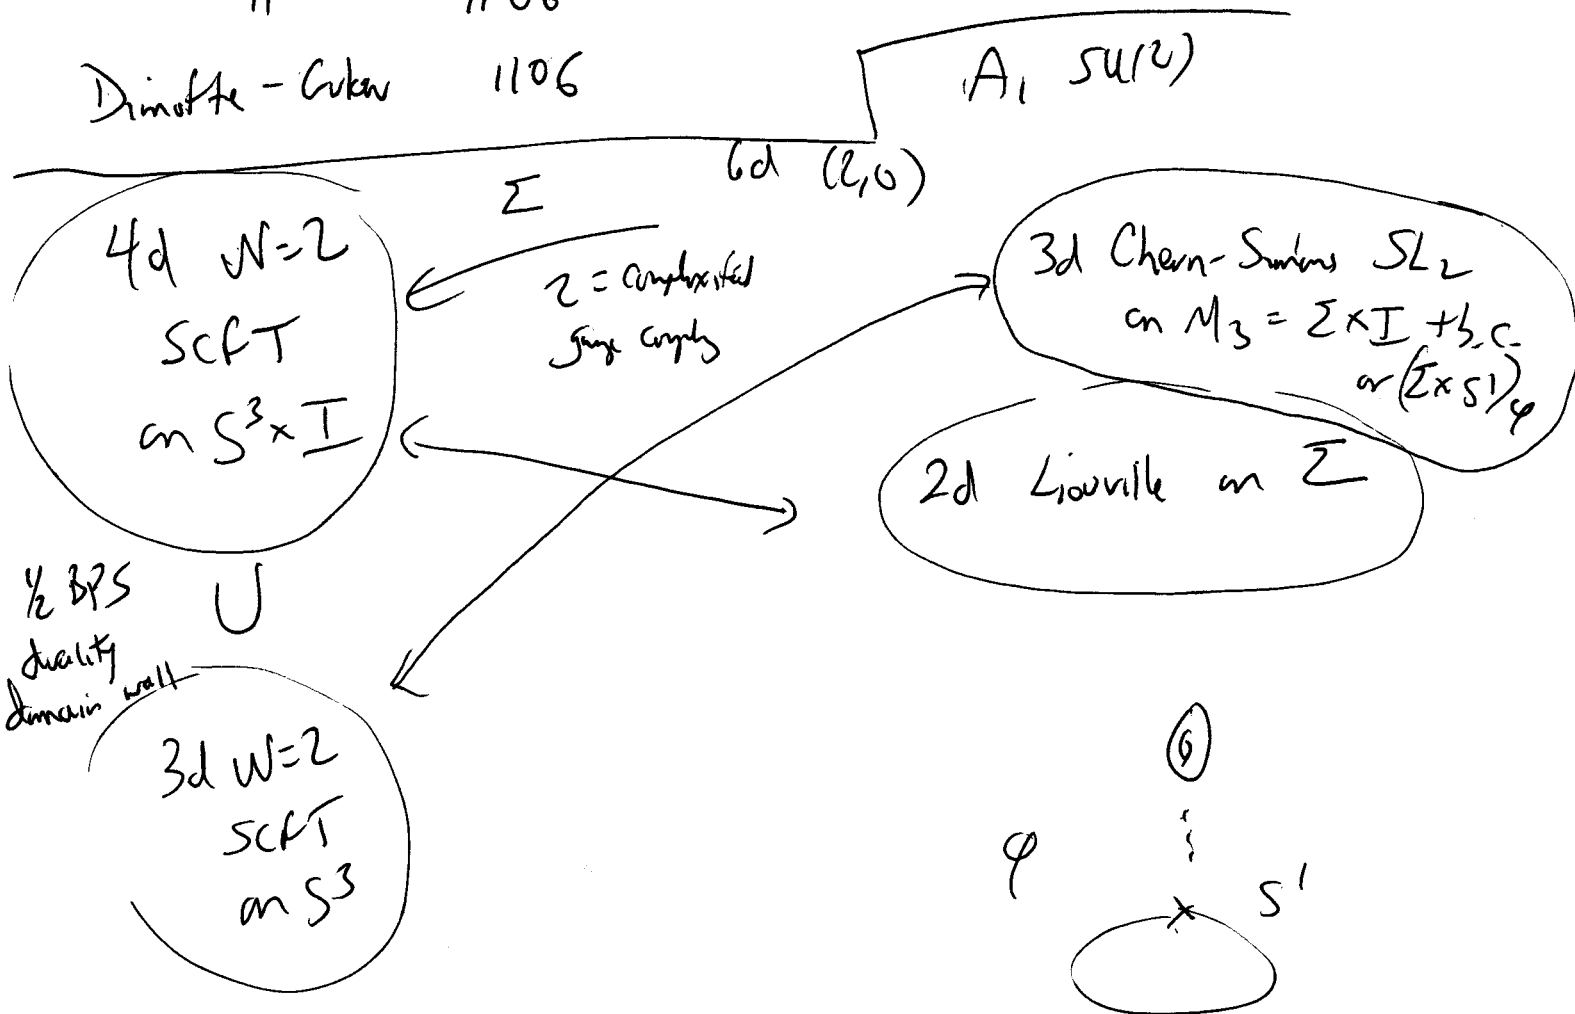 11 1106
Dimofte - Gukov 1106
A₁ SU(2)
6d (2,0)
Σ
4d N=2
SCFT
on S³ × I
τ = complexified
gauge coupling
3d Chern-Simons SL₂
on M₃ = Σ×I + b.c.
or (Σ×S¹)φ
2d Liouville on Σ
½ BPS
duality
domain wall
∪
3d N=2
SCFT
on S³
φ
S¹